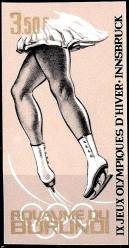 3.50F
IX JEUX OLYMPIQUES D'HIVER - INNSBRUCK
ROYAUME DU
BURUNDI